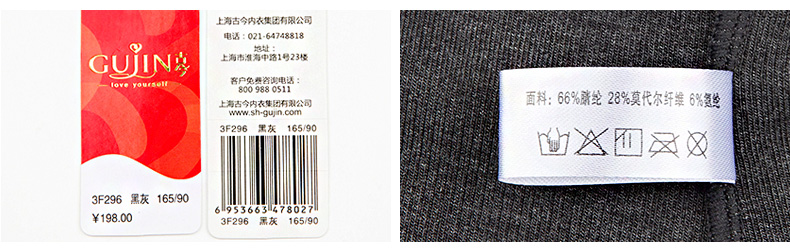 GUJIN古今
love yourself
3F296 黑灰 165/90
¥198.00
上海古今内衣集团有限公司
电话：021-64748818
地址：
上海市淮海中路1号23楼
客户免费咨询电话：
800 988 0511
上海古今内衣集团有限公司
www.sh-gujin.com
3F296 黑灰 165/90
6 953663 478027
3F296 黑灰 165/90
面料：66%腈纶 28%莫代尔纤维 6%氨纶